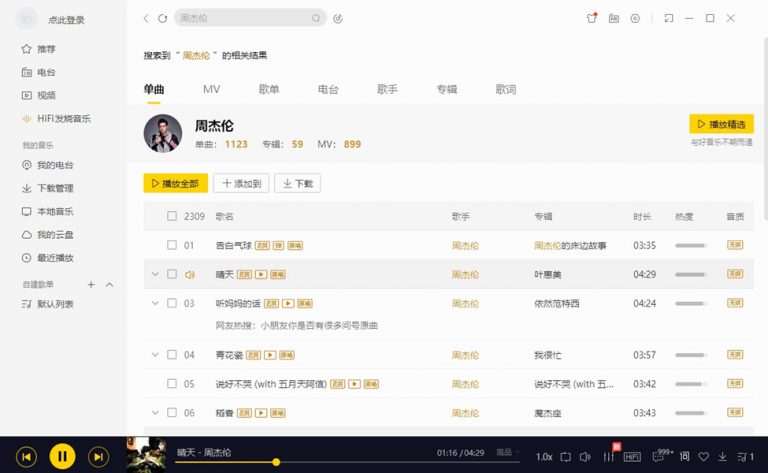 点此登录
周杰伦
推荐
电台
视频
HiFi发烧音乐
我的音乐
我的电台
下载管理
本地音乐
我的云盘
最近播放
自建歌单
默认列表
搜索到 “ 周杰伦 ” 的相关结果
单曲 MV 歌单 电台 歌手 专辑 歌词
周杰伦
单曲: 1123 专辑: 59 MV: 899
播放精选
与好音乐不期而遇
播放全部 添加到 下载
2309 歌名 歌手 专辑 时长 热度 音质
01 告白气球 周杰伦 周杰伦的床边故事 03:35
晴天 周杰伦 叶惠美 04:29
03 听妈妈的话 周杰伦 依然范特西 04:24
网友热搜: 小朋友你是否有很多问号原曲
04 青花瓷 周杰伦 我很忙 03:57
05 说好不哭 (with 五月天阿信) 周杰伦 说好不哭 (with 五... 03:42
06 稻香 周杰伦 魔杰座 03:43
晴天 - 周杰伦 01:16 / 04:29 高品 1.0x HiFi 999+ 词 1